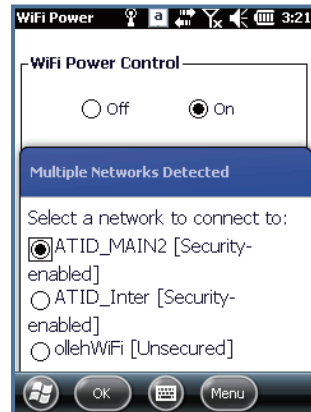 WiFi Power a 3:21
WiFi Power Control
Off On
Multiple Networks Detected
Select a network to connect to:
ATID_MAIN2 [Security-
enabled]
ATID_Inter [Security-
enabled]
ollehWiFi [Unsecured]
OK Menu